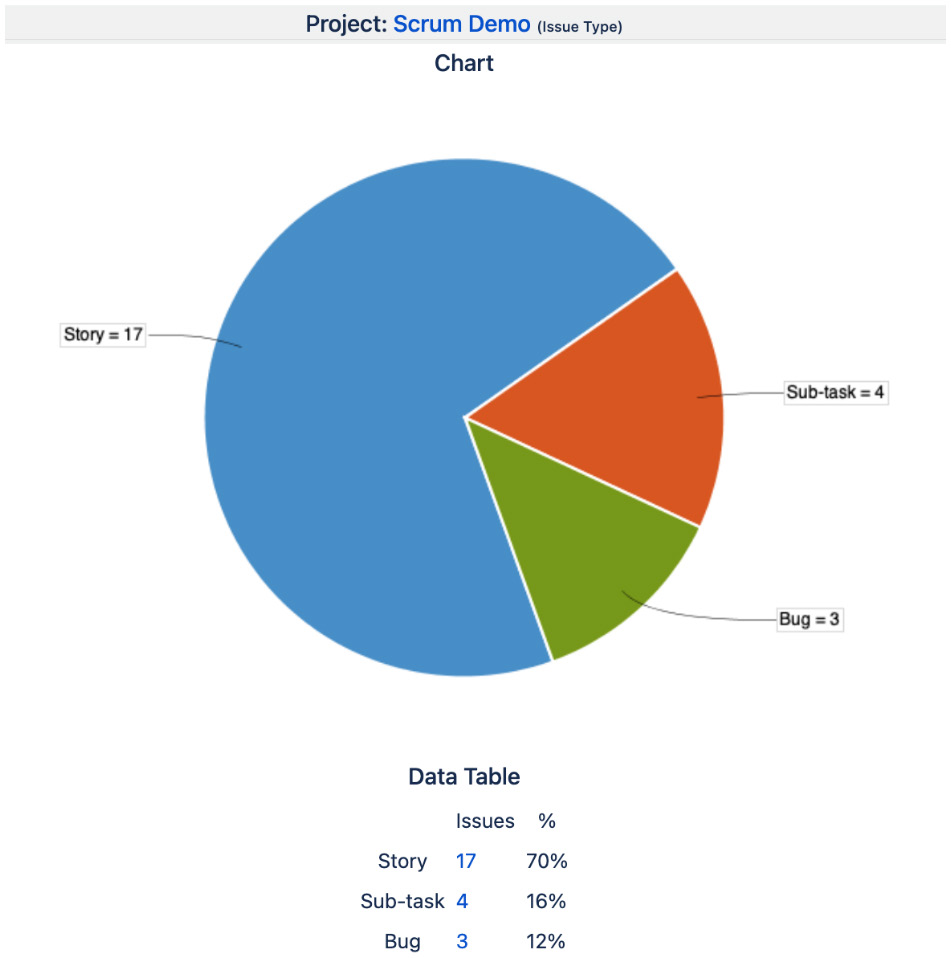 Project: Scrum Demo (Issue Type)
Chart
Story = 17
Sub-task = 4
Bug = 3
Data Table
Issues %
Story 17 70%
Sub-task 4 16%
Bug 3 12%